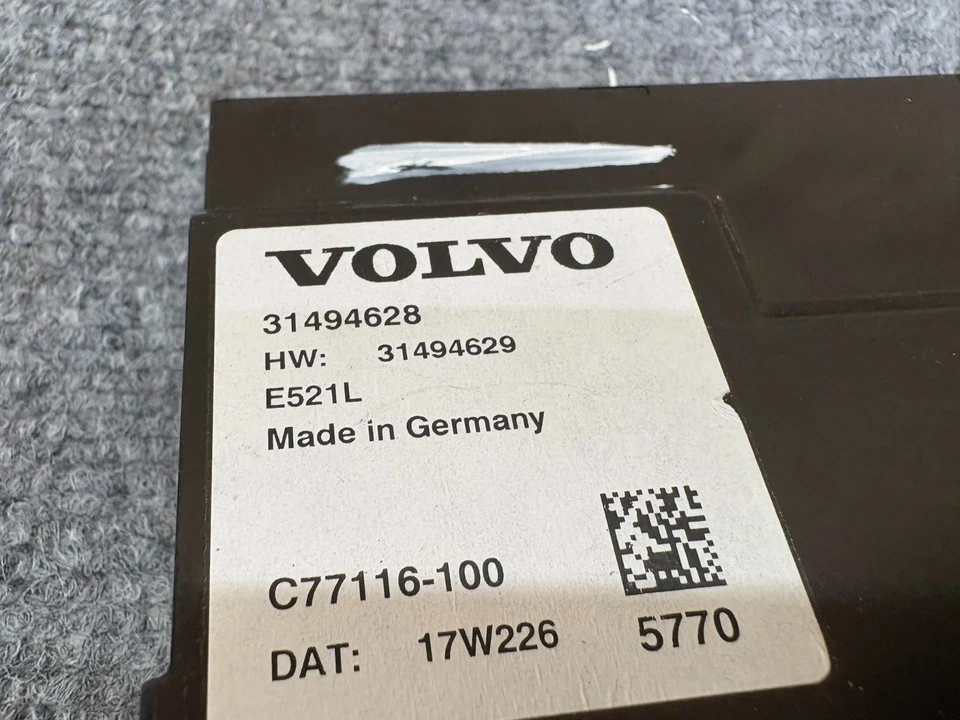 VOLVO
31494628
HW: 31494629
E521L
Made in Germany
C77116-100
DAT: 17W226 5770